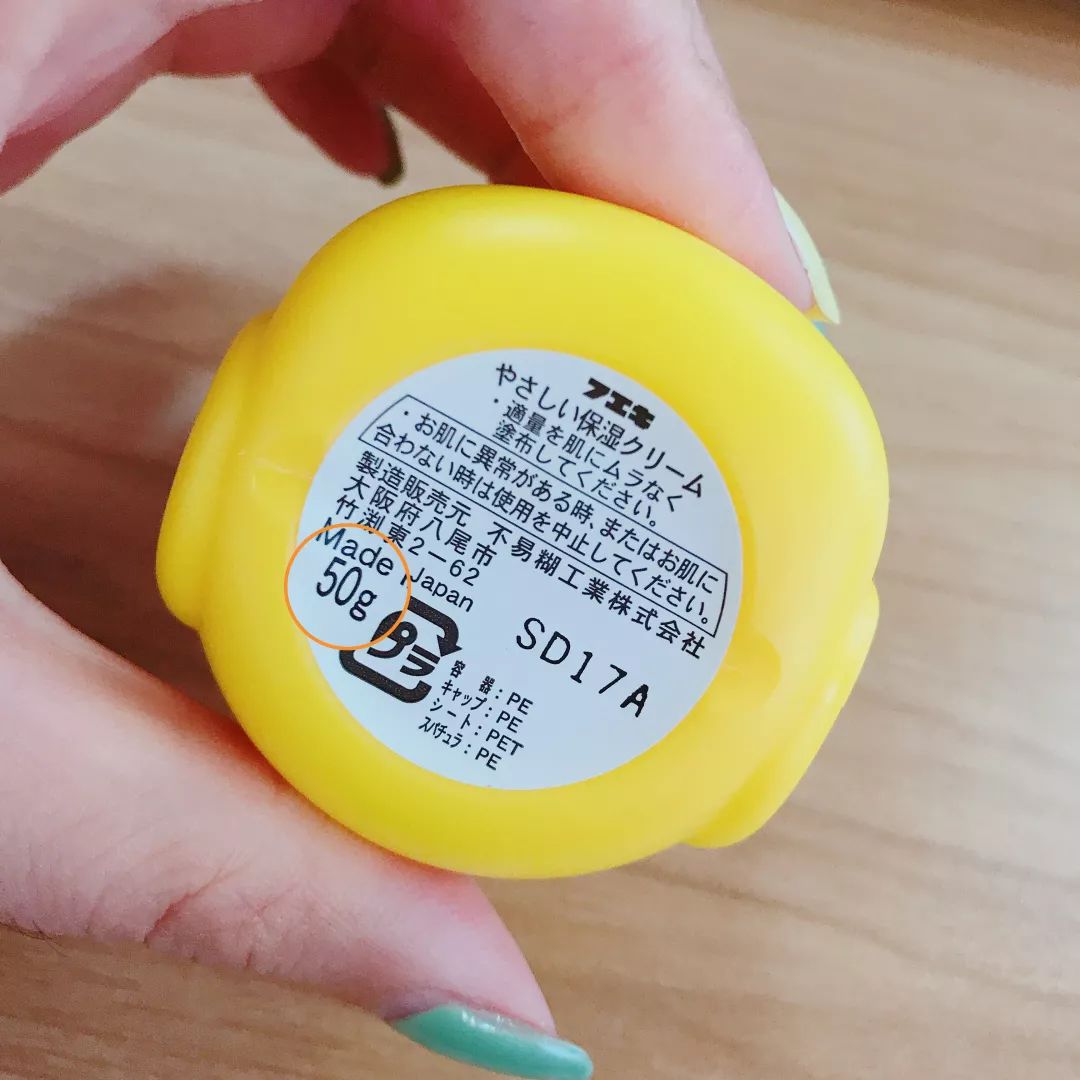 フエキ
やさしい保湿クリーム
・適量を肌にムラなく
塗布してください。
・お肌に異常がある時、またはお肌に
合わない時は使用を中止してください。
製造販売元 不易糊工業株式会社
大阪府八尾市
竹渕東2−62
Made Japan
50g
プラ
SD17A
容器:PE
キャップ:PE
シート:PET
スパチュラ:PE